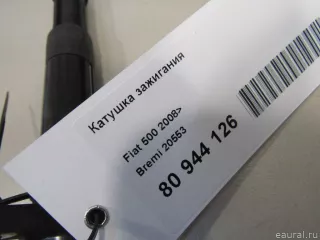 Катушка зажигания
Fiat 500 2008>
Bremi 20553
80 944 126
eaural.ru